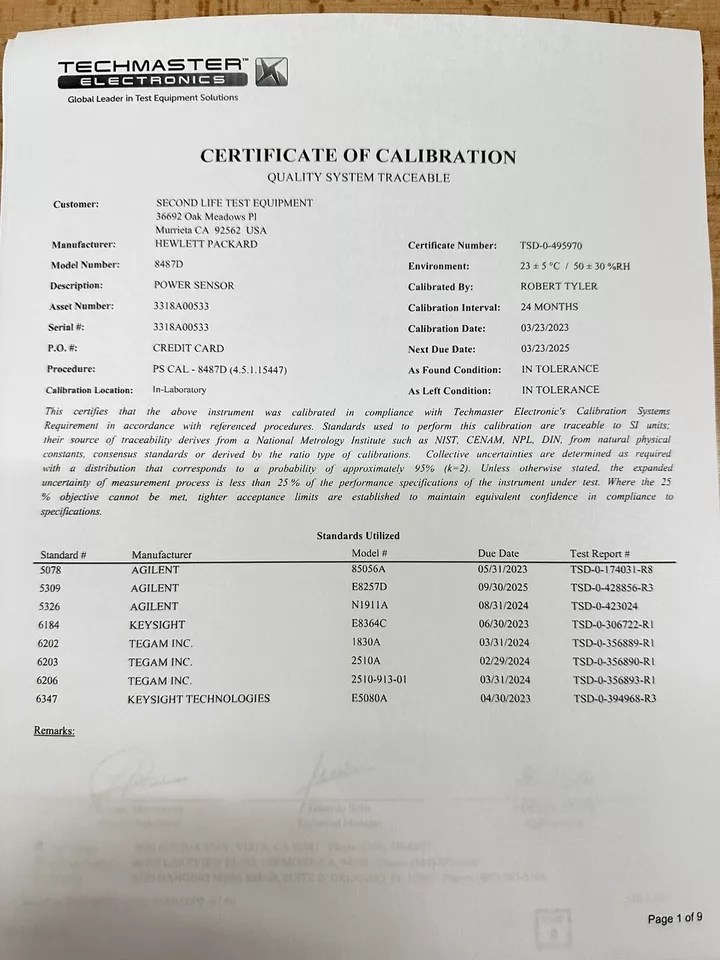 TECHMASTER™
ELECTRONICS
Global Leader in Test Equipment Solutions
CERTIFICATE OF CALIBRATION
QUALITY SYSTEM TRACEABLE
Customer: SECOND LIFE TEST EQUIPMENT
36692 Oak Meadows Pl
Murrieta CA 92562 USA
Manufacturer: HEWLETT PACKARD Certificate Number: TSD-0-495970
Model Number: 8487D Environment: 23 ± 5 °C / 50 ± 30 %RH
Description: POWER SENSOR Calibrated By: ROBERT TYLER
Asset Number: 3318A00533 Calibration Interval: 24 MONTHS
Serial #: 3318A00533 Calibration Date: 03/23/2023
P.O. #: CREDIT CARD Next Due Date: 03/23/2025
Procedure: PS CAL - 8487D (4.5.1.15447) As Found Condition: IN TOLERANCE
Calibration Location: In-Laboratory As Left Condition: IN TOLERANCE
This certifies that the above instrument was calibrated in compliance with Techmaster Electronic's Calibration Systems
Requirement in accordance with referenced procedures. Standards used to perform this calibration are traceable to SI units;
their source of traceability derives from a National Metrology Institute such as NIST, CENAM, NPL, DIN, from natural physical
constants, consensus standards or derived by the ratio type of calibrations. Collective uncertainties are determined as required
with a distribution that corresponds to a probability of approximately 95% (k=2). Unless otherwise stated, the expanded
uncertainty of measurement process is less than 25 % of the performance specifications of the instrument under test. Where the 25
% objective cannot be met, tighter acceptance limits are established to maintain equivalent confidence in compliance to
specifications.
Standards Utilized
Standard # Manufacturer Model # Due Date Test Report #
5078 AGILENT 85056A 05/31/2023 TSD-0-174031-R8
5309 AGILENT E8257D 09/30/2025 TSD-0-428856-R3
5326 AGILENT N1911A 08/31/2024 TSD-0-423024
6184 KEYSIGHT E8364C 06/30/2023 TSD-0-306722-R1
6202 TEGAM INC. 1830A 03/31/2024 TSD-0-356889-R1
6203 TEGAM INC. 2510A 02/29/2024 TSD-0-356890-R1
6206 TEGAM INC. 2510-913-01 03/31/2024 TSD-0-356893-R1
6347 KEYSIGHT TECHNOLOGIES E5080A 04/30/2023 TSD-0-394968-R3
Remarks:
Page 1 of 9